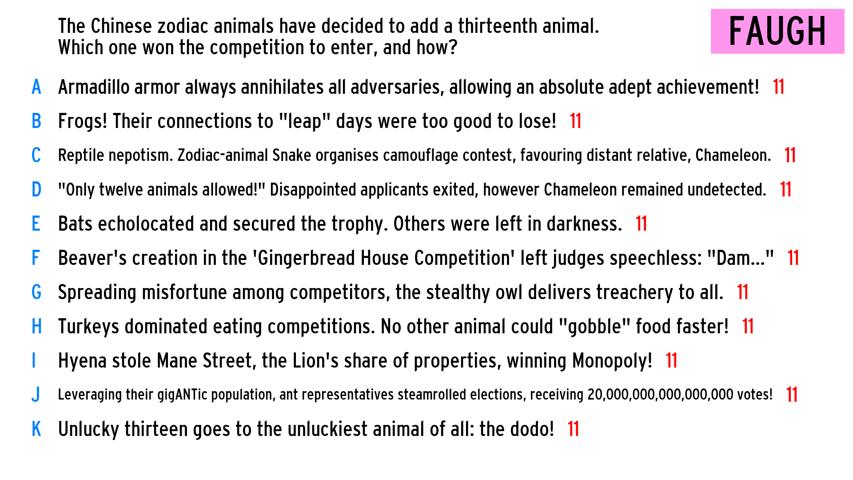 The Chinese zodiac animals have decided to add a thirteenth animal.
Which one won the competition to enter, and how?
FAUGH
A Armadillo armor always annihilates all adversaries, allowing an absolute adept achievement! 11
B Frogs! Their connections to "leap" days were too good to lose! 11
C Reptile nepotism. Zodiac-animal Snake organises camouflage contest, favouring distant relative, Chameleon. 11
D "Only twelve animals allowed!" Disappointed applicants exited, however Chameleon remained undetected. 11
E Bats echolocated and secured the trophy. Others were left in darkness. 11
F Beaver's creation in the 'Gingerbread House Competition' left judges speechless: "Dam..." 11
G Spreading misfortune among competitors, the stealthy owl delivers treachery to all. 11
H Turkeys dominated eating competitions. No other animal could "gobble" food faster! 11
I Hyena stole Mane Street, the Lion's share of properties, winning Monopoly! 11
J Leveraging their gigANTic population, ant representatives steamrolled elections, receiving 20,000,000,000,000,000 votes! 11
K Unlucky thirteen goes to the unluckiest animal of all: the dodo! 11